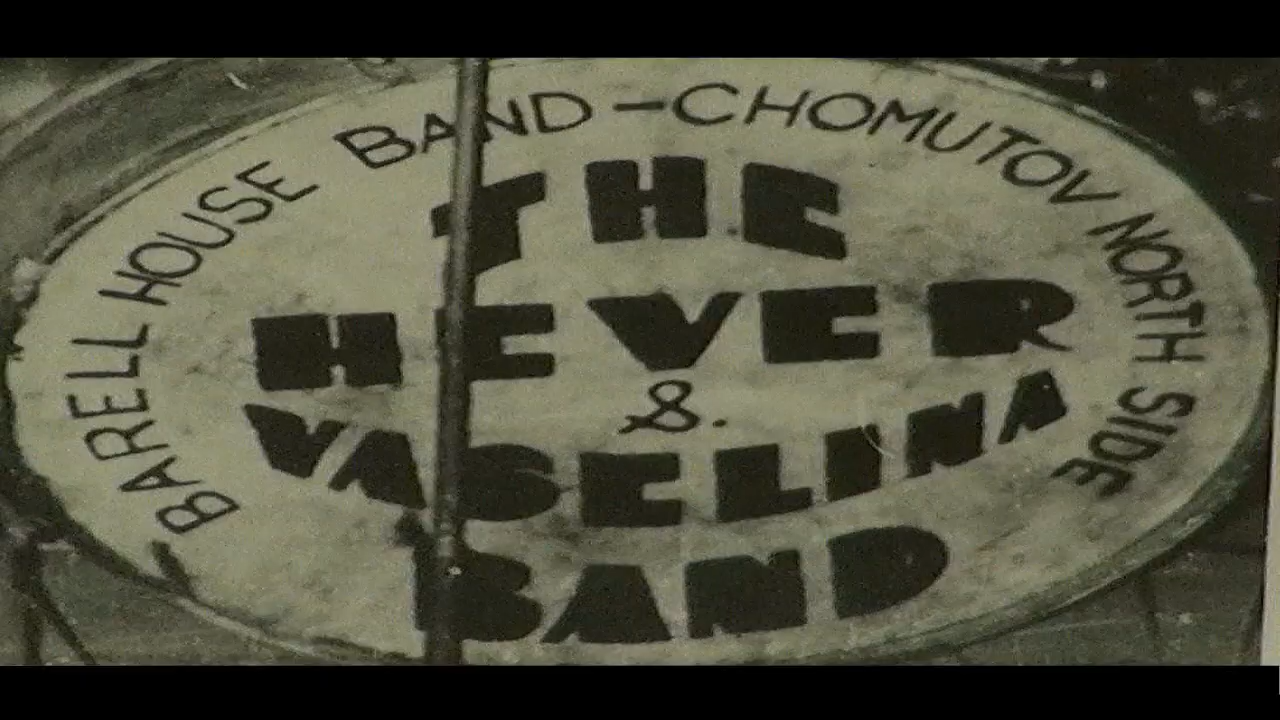 BARELL HOUSE BAND - CHOMUTOV NORTH SIDE
THE
HEVER
&.
VASELINA
BAND